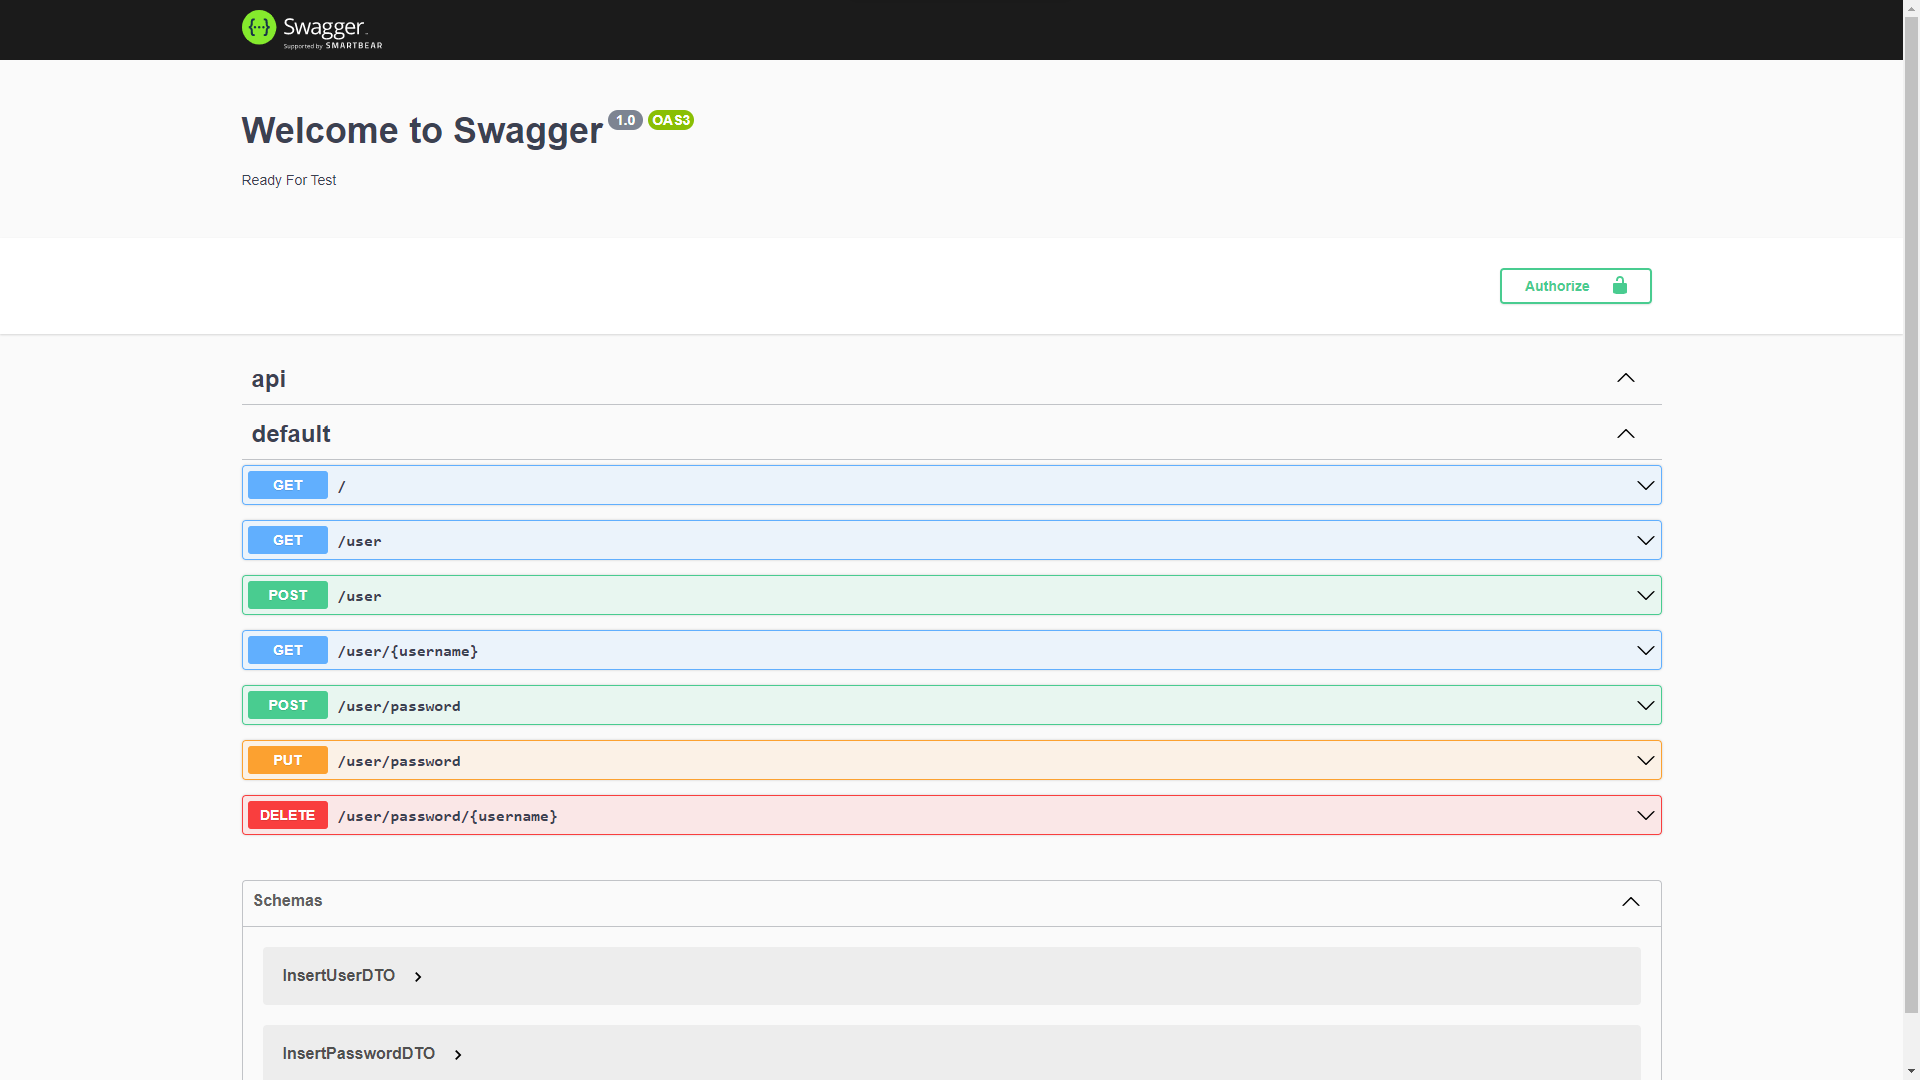 Swagger
Supported by SMARTBEAR
Welcome to Swagger 1.0 OAS3
Ready For Test
Authorize
api
default
GET /
GET /user
POST /user
GET /user/{username}
POST /user/password
PUT /user/password
DELETE /user/password/{username}
Schemas
InsertUserDTO
InsertPasswordDTO